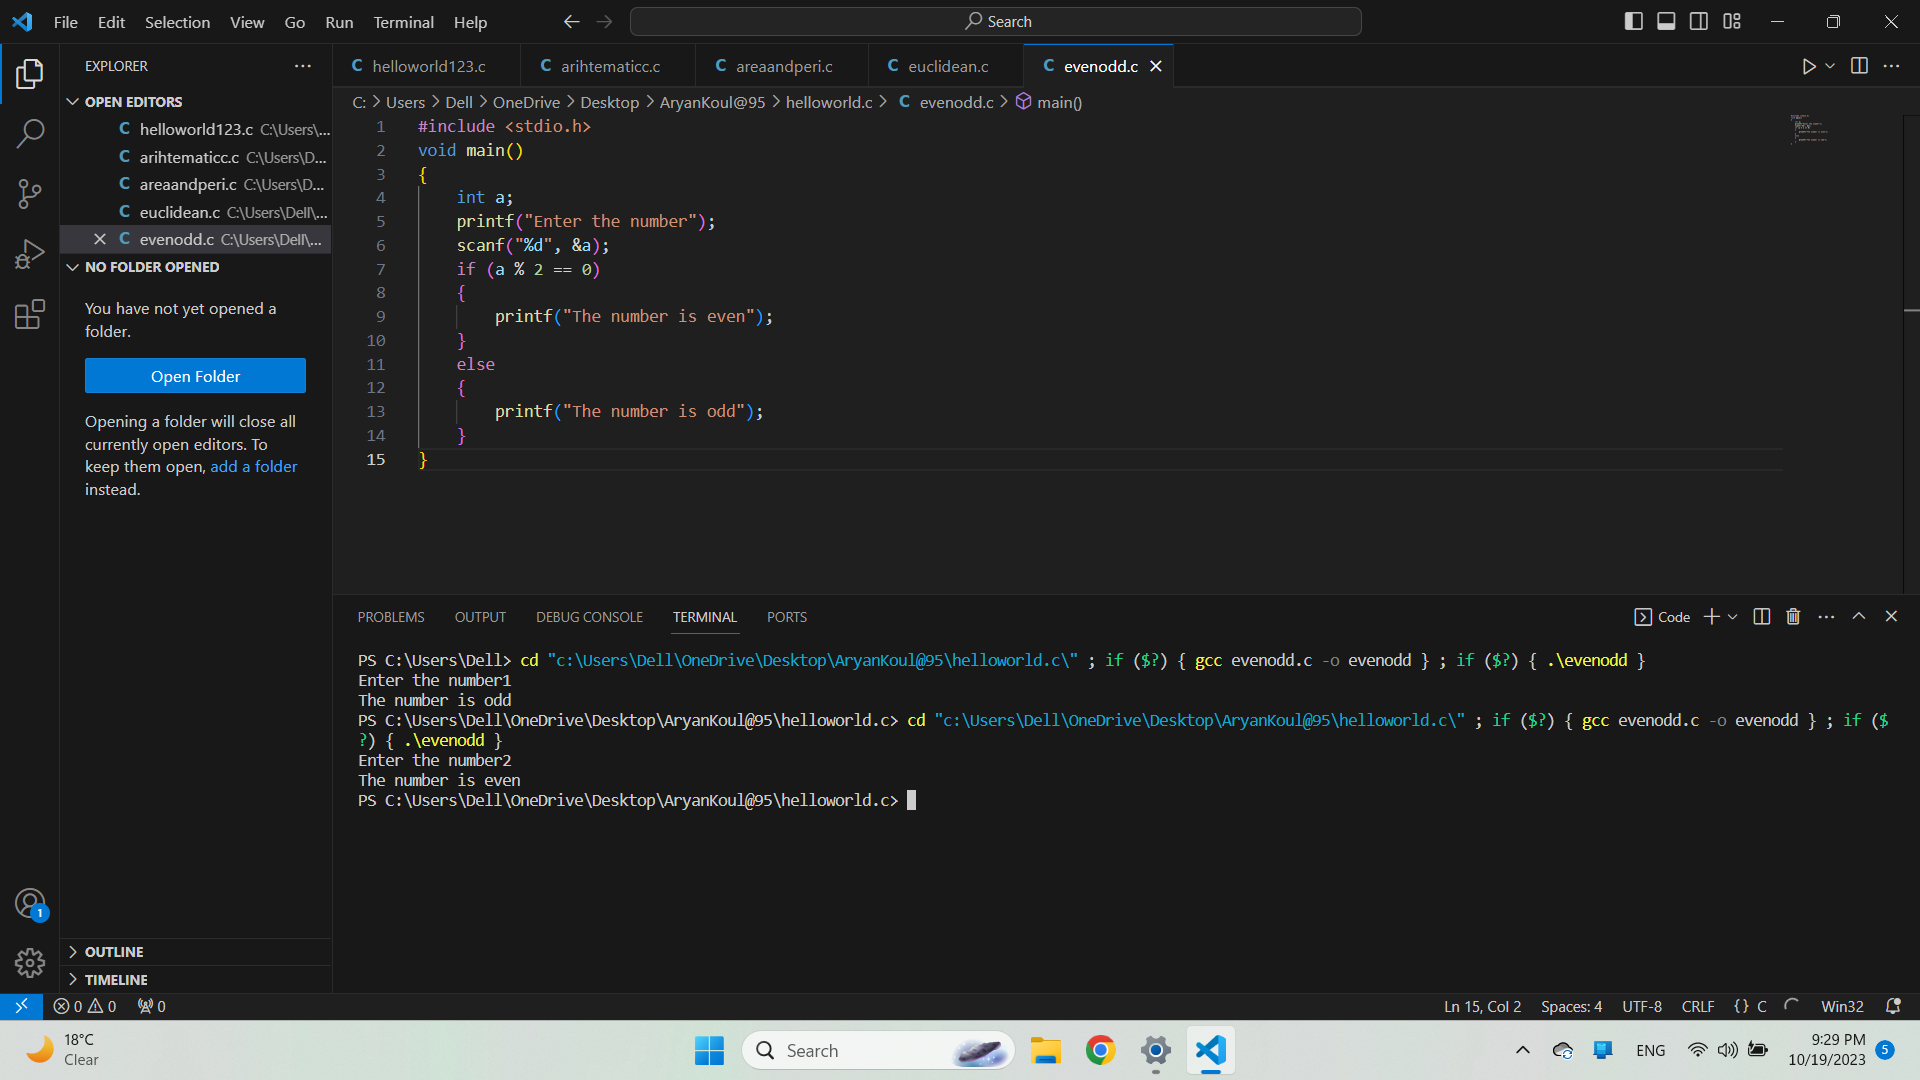 File Edit Selection View Go Run Terminal Help
Search
EXPLORER
OPEN EDITORS
C helloworld123.c C:\Users\...
C arihtematicc.c C:\Users\D...
C areaandperi.c C:\Users\D...
C euclidean.c C:\Users\Dell\...
C evenodd.c C:\Users\Dell\...
NO FOLDER OPENED
You have not yet opened a
folder.
Open Folder
Opening a folder will close all
currently open editors. To
keep them open, add a folder
instead.
OUTLINE
TIMELINE
C helloworld123.c C arihtematicc.c C areaandperi.c C euclidean.c C evenodd.c
C: > Users > Dell > OneDrive > Desktop > AryanKoul@95 > helloworld.c > C evenodd.c > main()
1 #include <stdio.h>
2 void main()
3 {
4 int a;
5 printf("Enter the number");
6 scanf("%d", &a);
7 if (a % 2 == 0)
8 {
9 printf("The number is even");
10 }
11 else
12 {
13 printf("The number is odd");
14 }
15 }
PROBLEMS OUTPUT DEBUG CONSOLE TERMINAL PORTS
Code
PS C:\Users\Dell> cd "c:\Users\Dell\OneDrive\Desktop\AryanKoul@95\helloworld.c\" ; if ($?) { gcc evenodd.c -o evenodd } ; if ($?) { .\evenodd }
Enter the number1
The number is odd
PS C:\Users\Dell\OneDrive\Desktop\AryanKoul@95\helloworld.c> cd "c:\Users\Dell\OneDrive\Desktop\AryanKoul@95\helloworld.c\" ; if ($?) { gcc evenodd.c -o evenodd } ; if ($
?) { .\evenodd }
Enter the number2
The number is even
PS C:\Users\Dell\OneDrive\Desktop\AryanKoul@95\helloworld.c>
1
0 0 0
Ln 15, Col 2 Spaces: 4 UTF-8 CRLF {} C Win32
18°C
Clear
Search
ENG
9:29 PM
10/19/2023
5